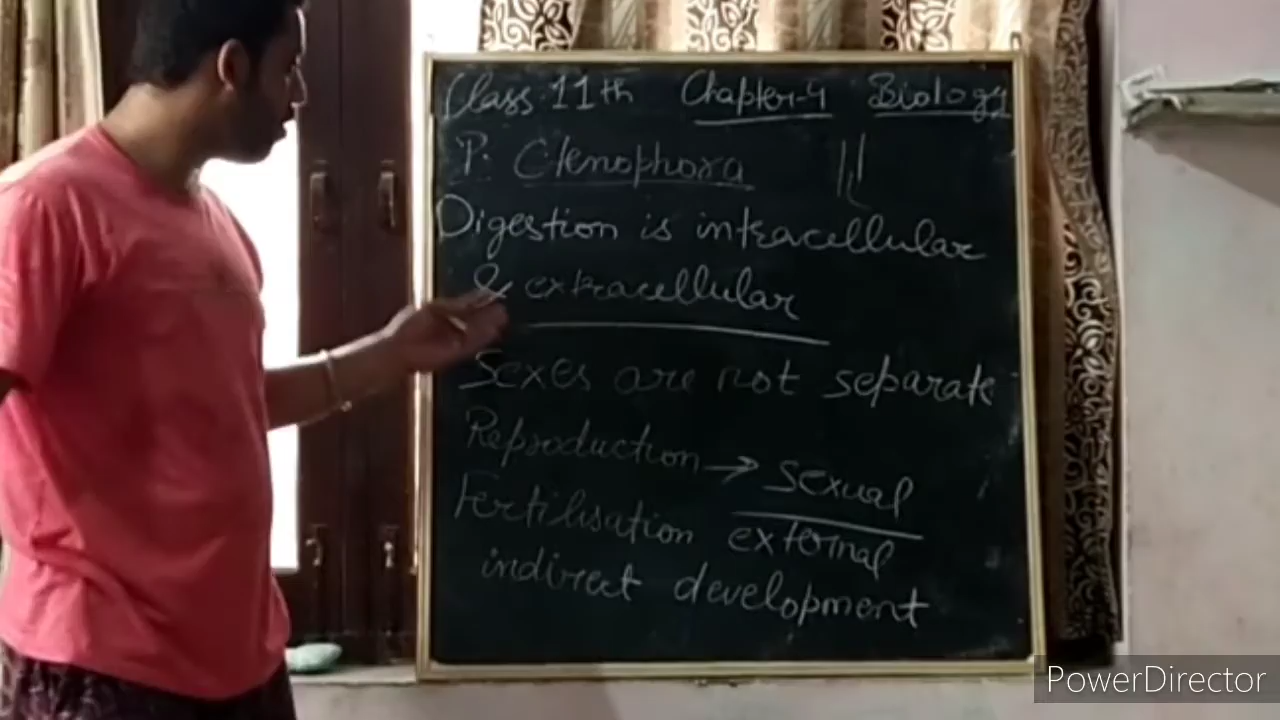 Class 11th Chapter-4 Biology
P: Ctenophora
Digestion is intracellular
& extracellular
Sexes are not separate
Reproduction → sexual
Fertilisation external
indirect development
PowerDirector